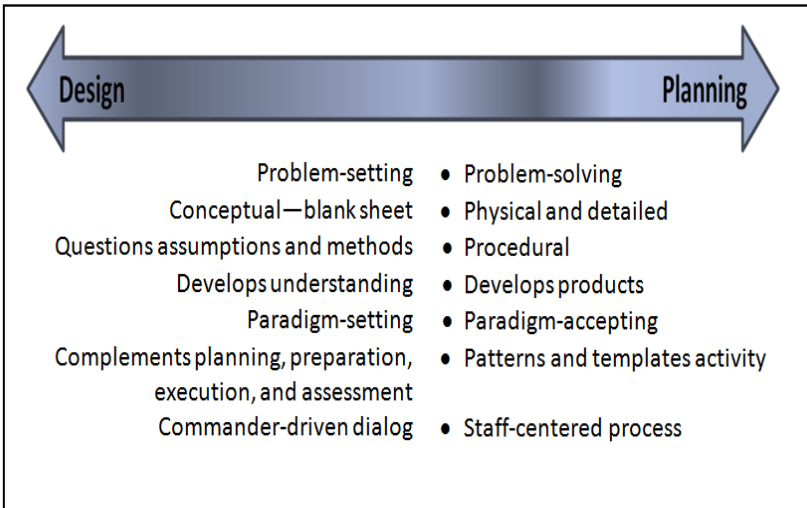 Design Planning
Problem-setting • Problem-solving
Conceptual—blank sheet • Physical and detailed
Questions assumptions and methods • Procedural
Develops understanding • Develops products
Paradigm-setting • Paradigm-accepting
Complements planning, preparation, • Patterns and templates activity
execution, and assessment
Commander-driven dialog • Staff-centered process